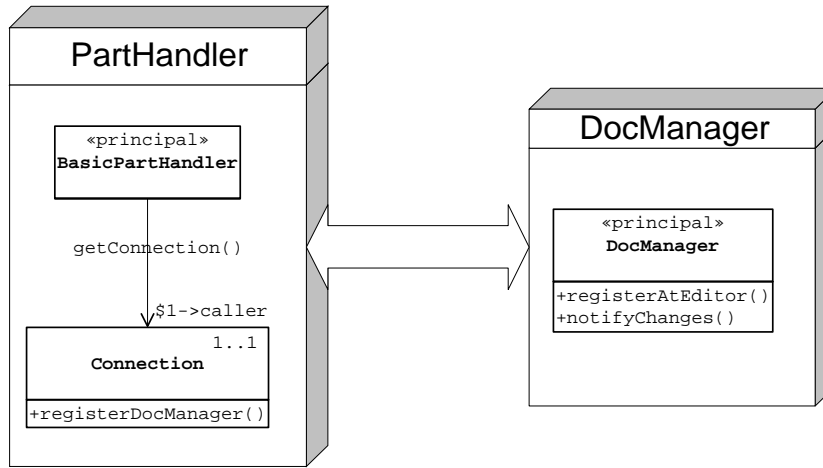 PartHandler
«principal»
BasicPartHandler
getConnection()
$1->caller
1..1
Connection
+registerDocManager()
DocManager
«principal»
DocManager
+registerAtEditor()
+notifyChanges()